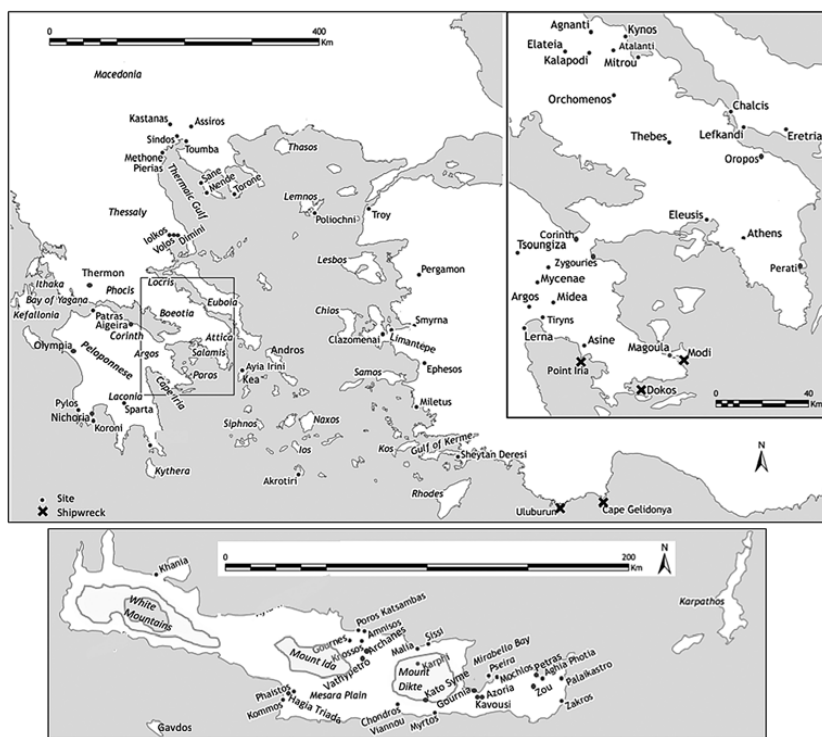 0
400
Km
Macedonia
Kastanas
Assiros
Sindos
Toumba
Methone
Pierias
Thermaic Gulf
Sane
Mende
Torone
Thasos
Lemnos
Poliochni
Troy
Thessaly
Iolkos
Volos
Dimini
Lesbos
Pergamon
Thermon
Locris
Ithaka
Phocis
Euboia
Bay of Yagana
Kefallonia
Patras
Aigeira
Boeotia
Chios
Smyrna
Clazomenai
Limantepe
Corinth
Attica
Olympia
Peloponnese
Argos
Salamis
Andros
Ayia Irini
Kea
Samos
Ephesos
Poros
Cape Iria
Miletus
Laconia
Sparta
Pylos
Nichoria
Koroni
Siphnos
Naxos
Ios
Kos
Gulf of Kerme
Sheytan Deresi
Kythera
Akrotiri
Rhodes
Uluburun
Cape Gelidonya
N
Site
Shipwreck
Agnanti
Kynos
Elateia
Atalanti
Kalapodi
Mitrou
Orchomenos
Chalcis
Thebes
Lefkandi
Eretria
Oropos
Eleusis
Corinth
Athens
Tsoungiza
Zygouries
Perati
Mycenae
Argos
Midea
Tiryns
Lerna
Asine
Magoula
Modi
Point Iria
Dokos
0
40
Km
0
200
Km
N
Khania
White
Mountains
Karpathos
Poros Katsambas
Gournes
Amnisos
Knossos
Archanes
Mount Ida
Vathypetro
Malia
Sissi
Karphi
Mount
Dikte
Mirabello Bay
Pseira
Mochlos
Petras
Aghia Photia
Palaikastro
Kato Syme
Gournia
Azoria
Zou
Kavousi
Zakros
Phaistos
Mesara Plain
Hagia Triada
Kommos
Chondros
Viannou
Myrtos
Gavdos